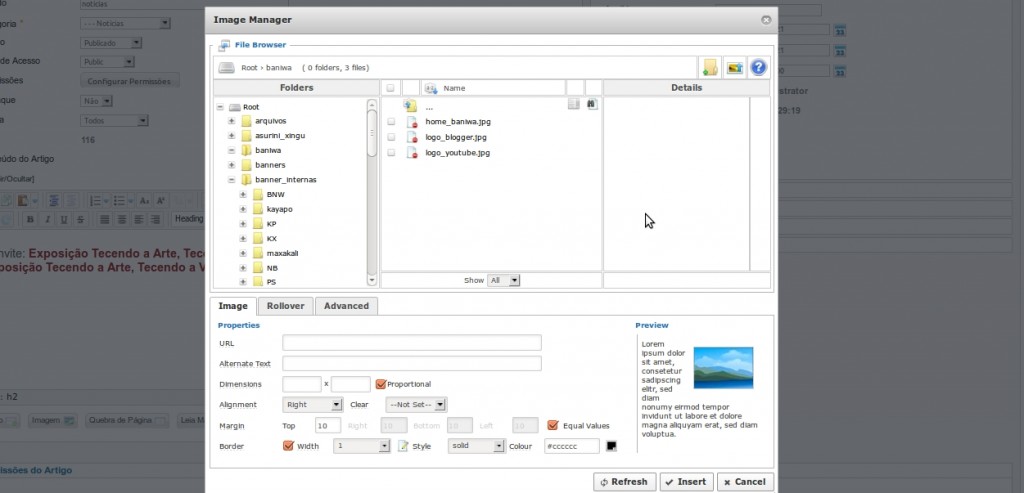 Image Manager
File Browser
Root › baniwa ( 0 folders, 3 files)
Folders
Name
Details
Root
arquivos
asurini_xingu
baniwa
banners
banner_internas
BNW
kayapo
KP
KX
maxakali
NB
PS
...
home_baniwa.jpg
logo_blogger.jpg
logo_youtube.jpg
Show All
Image Rollover Advanced
Properties
URL
Alternate Text
Dimensions x Proportional
Alignment Right Clear --Not Set--
Margin Top 10 Right 10 Bottom 10 Left 10 Equal Values
Border Width 1 Style solid Colour #cccccc
Preview
Lorem
ipsum dolor
sit amet,
consetetur
sadipscing
elitr, sed
diam
nonumy eirmod tempor
invidunt ut labore et dolore
magna aliquyam erat, sed diam
voluptua.
Refresh Insert Cancel
noticias
goria * - - - Notícias
Publicado
de Acesso Public
issões Configurar Permissões
que Não
Todos
116
údo do Artigo
ir/Ocultar]
B I U S Heading
nvite: Exposição Tecendo a Arte, Tece
posição Tecendo a Arte, Tecendo a V
: h2
Imagem Quebra de Página Leia M
ssões do Artigo
strator
29:19